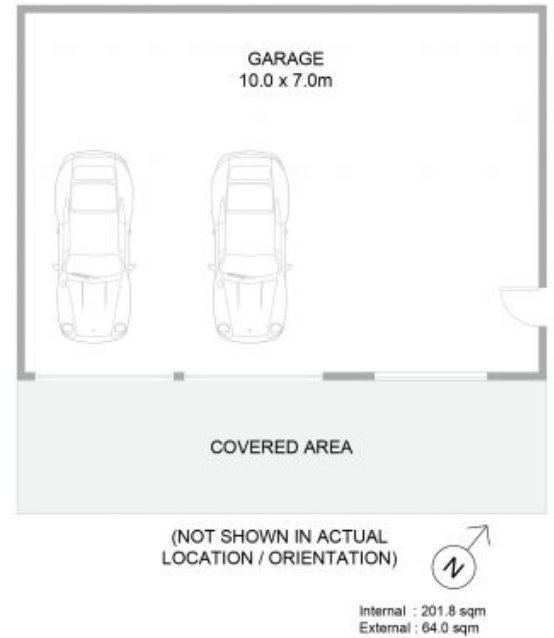 GARAGE
10.0 x 7.0m
COVERED AREA
(NOT SHOWN IN ACTUAL
LOCATION / ORIENTATION)
N
Internal : 201.8 sqm
External : 64.0 sqm